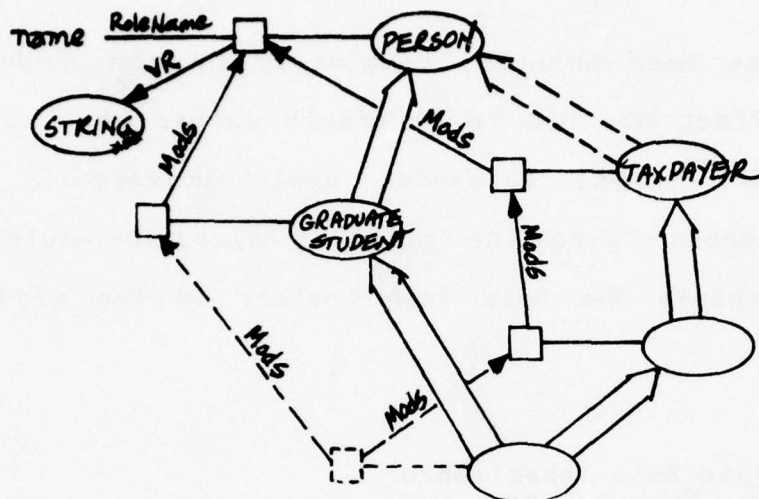 name
RoleName
PERSON
VR
STRING
Mods
Mods
TAXPAYER
GRADUATE
STUDENT
Mods
Mods
Mods